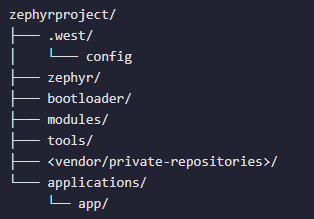 zephyrproject/
├── .west/
│   └── config
├── zephyr/
├── bootloader/
├── modules/
├── tools/
├── <vendor/private-repositories>/
└── applications/
    └── app/